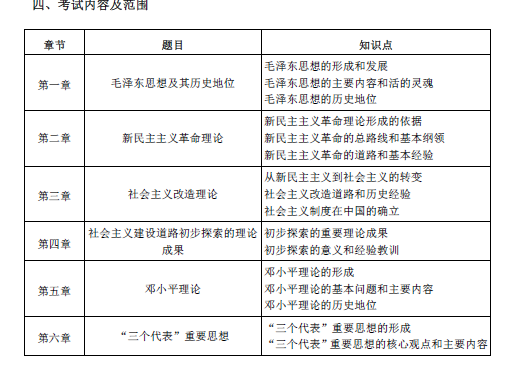 四、考试内容及范围
章节 题目 知识点
第一章 毛泽东思想及其历史地位
毛泽东思想的形成和发展
毛泽东思想的主要内容和活的灵魂
毛泽东思想的历史地位
第二章 新民主主义革命理论
新民主主义革命理论形成的依据
新民主主义革命的总路线和基本纲领
新民主主义革命的道路和基本经验
第三章 社会主义改造理论
从新民主主义到社会主义的转变
社会主义改造道路和历史经验
社会主义制度在中国的确立
第四章 社会主义建设道路初步探索的理论
成果
初步探索的重要理论成果
初步探索的意义和经验教训
第五章 邓小平理论
邓小平理论的形成
邓小平理论的基本问题和主要内容
邓小平理论的历史地位
第六章 “三个代表”重要思想
“三个代表”重要思想的形成
“三个代表”重要思想的核心观点和主要内容